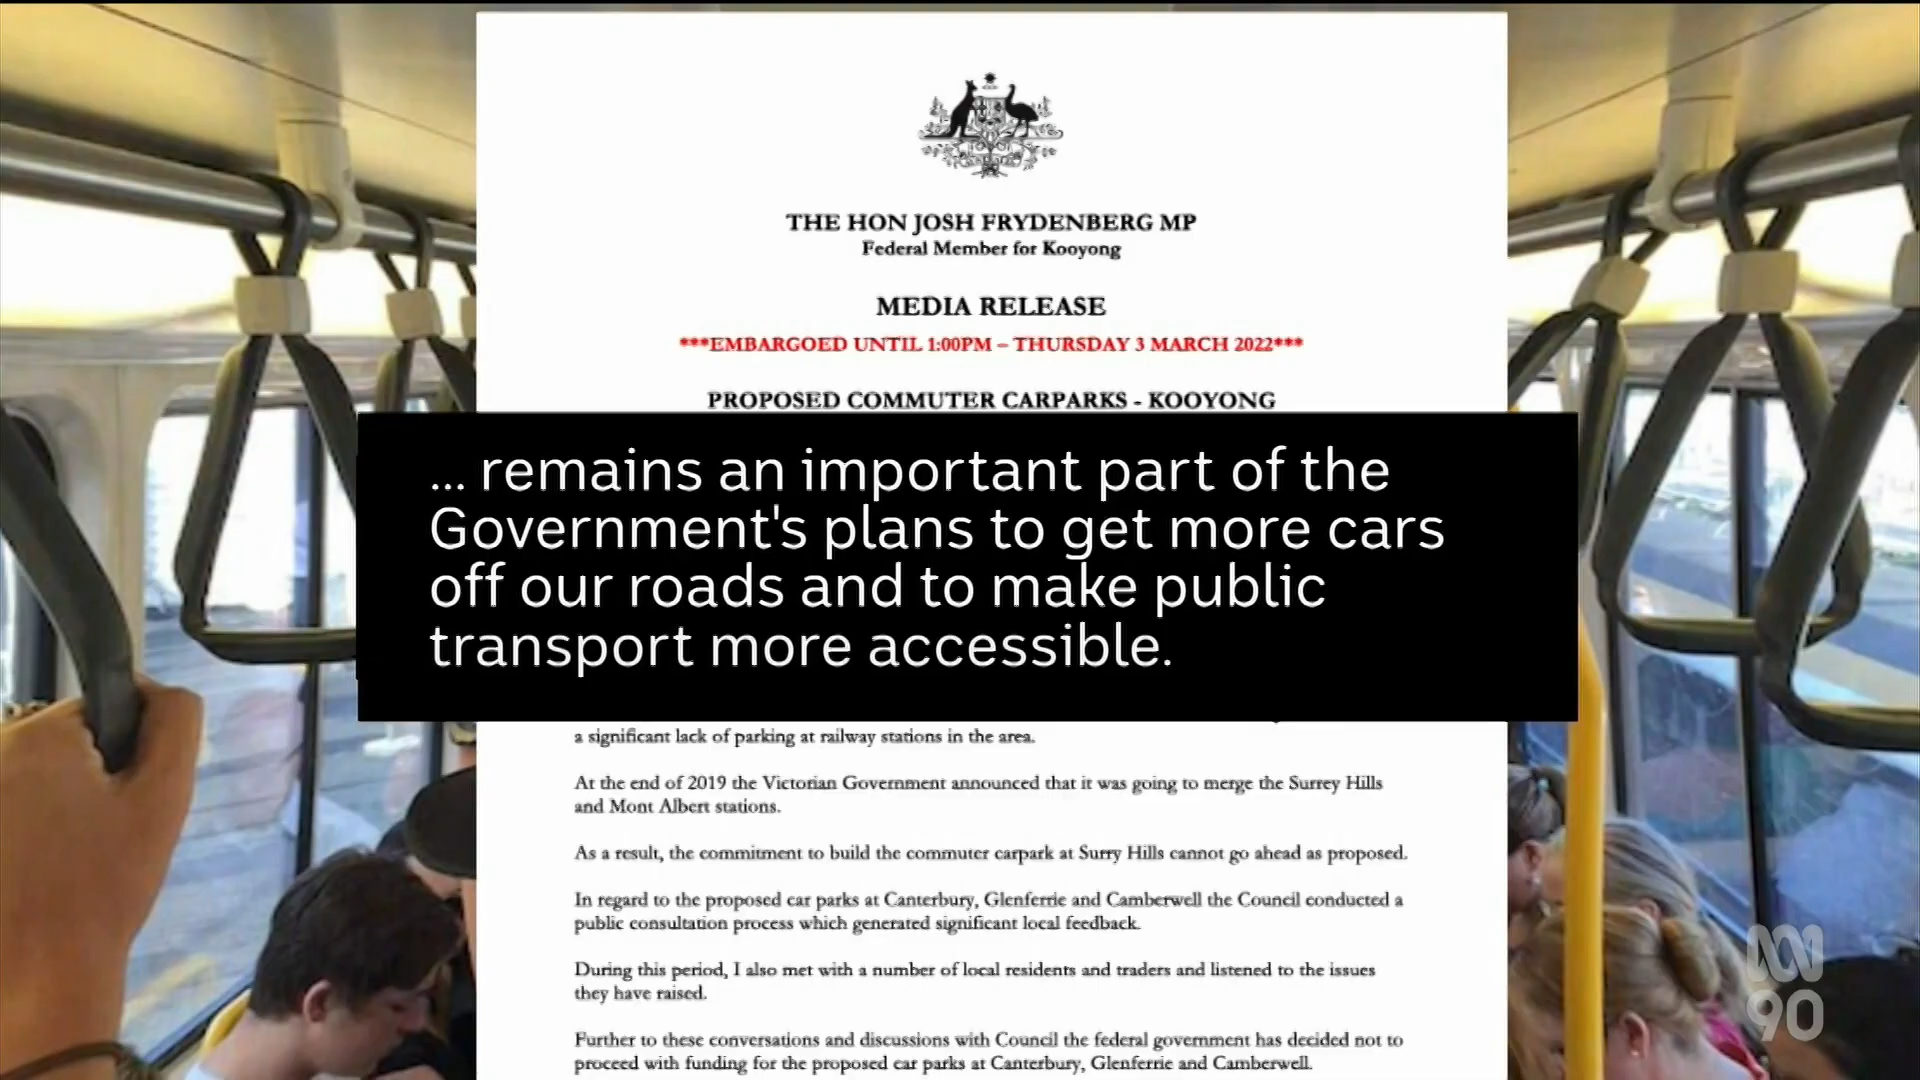 THE HON JOSH FRYDENBERG MP
Federal Member for Kooyong
MEDIA RELEASE
***EMBARGOED UNTIL 1:00PM – THURSDAY 3 MARCH 2022***
PROPOSED COMMUTER CARPARKS - KOOYONG
... remains an important part of the
Government's plans to get more cars
off our roads and to make public
transport more accessible.
a significant lack of parking at railway stations in the area.
At the end of 2019 the Victorian Government announced that it was going to merge the Surrey Hills
and Mont Albert stations.
As a result, the commitment to build the commuter carpark at Surry Hills cannot go ahead as proposed.
In regard to the proposed car parks at Canterbury, Glenferrie and Camberwell the Council conducted a
public consultation process which generated significant local feedback.
During this period, I also met with a number of local residents and traders and listened to the issues
they have raised.
Further to these conversations and discussions with Council the federal government has decided not to
proceed with funding for the proposed car parks at Canterbury, Glenferrie and Camberwell.
90